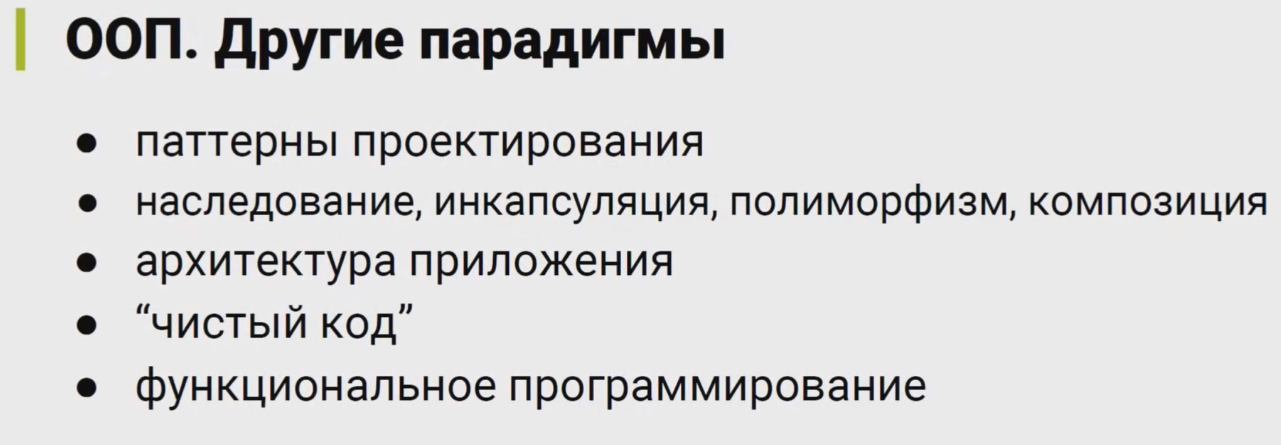 ООП. Другие парадигмы
● паттерны проектирования
● наследование, инкапсуляция, полиморфизм, композиция
● архитектура приложения
● “чистый код”
● функциональное программирование